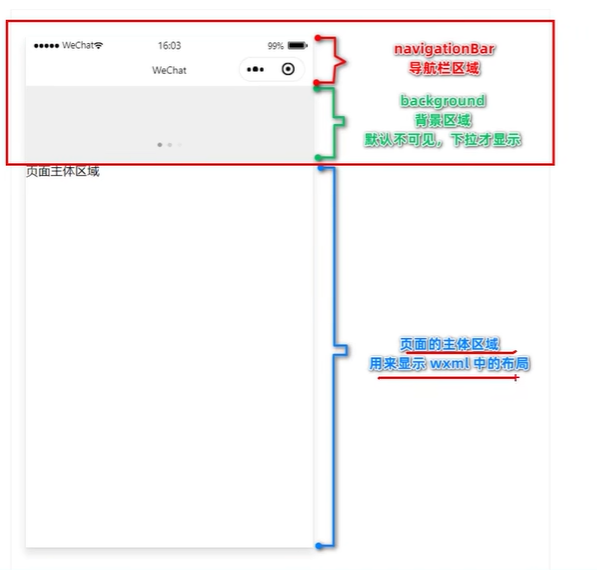 WeChat 16:03 99%
WeChat
navigationBar
导航栏区域
background
背景区域
默认不可见，下拉才显示
页面主体区域
页面的主体区域
用来显示 wxml 中的布局